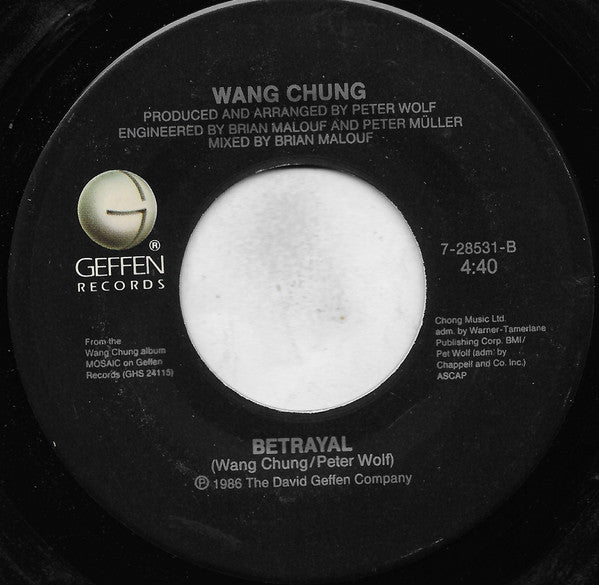 WANG CHUNG
PRODUCED AND ARRANGED BY PETER WOLF
ENGINEERED BY BRIAN MALOUF AND PETER MÜLLER
MIXED BY BRIAN MALOUF
G
®
GEFFEN
RECORDS
7-28531-B
4:40
From the
Wang Chung album
MOSAIC on Geffen
Records (GHS 24115)
Chong Music Ltd.
adm. by Warner-Tamerlane
Publishing Corp. BMI/
Pet Wolf (adm. by
Chappell and Co. Inc.)
ASCAP
BETRAYAL
(Wang Chung/Peter Wolf)
℗ 1986 The David Geffen Company